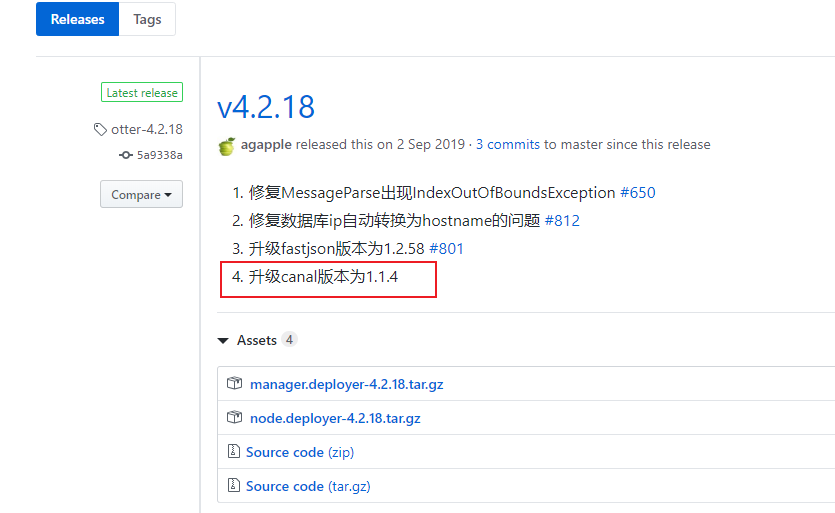 Releases Tags
Latest release
otter-4.2.18
5a9338a
Compare
v4.2.18
agapple released this on 2 Sep 2019 · 3 commits to master since this release
1. 修复MessageParse出现IndexOutOfBoundsException #650
2. 修复数据库ip自动转换为hostname的问题 #812
3. 升级fastjson版本为1.2.58 #801
4. 升级canal版本为1.1.4
Assets 4
manager.deployer-4.2.18.tar.gz
node.deployer-4.2.18.tar.gz
Source code (zip)
Source code (tar.gz)